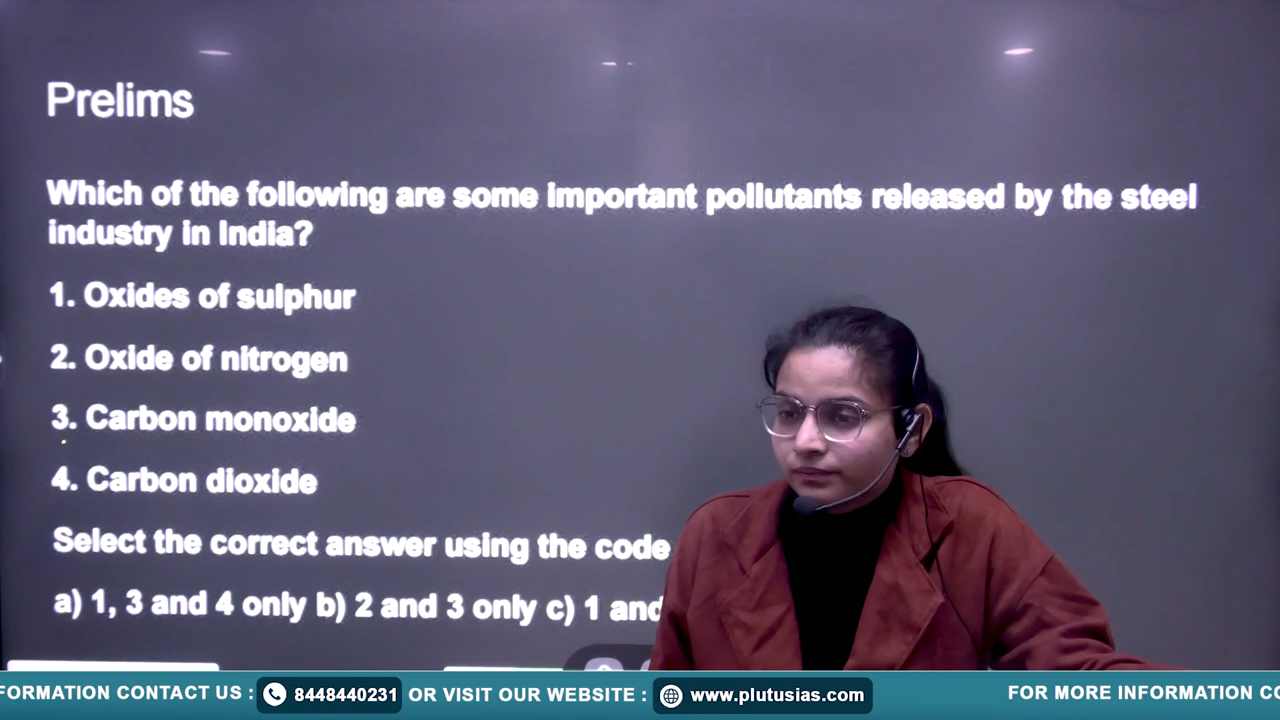 Prelims
Which of the following are some important pollutants released by the steel
industry in India?
1. Oxides of sulphur
2. Oxide of nitrogen
3. Carbon monoxide
4. Carbon dioxide
Select the correct answer using the code
a) 1, 3 and 4 only b) 2 and 3 only c) 1 and
FORMATION CONTACT US : 8448440231 OR VISIT OUR WEBSITE : www.plutusias.com FOR MORE INFORMATION CO